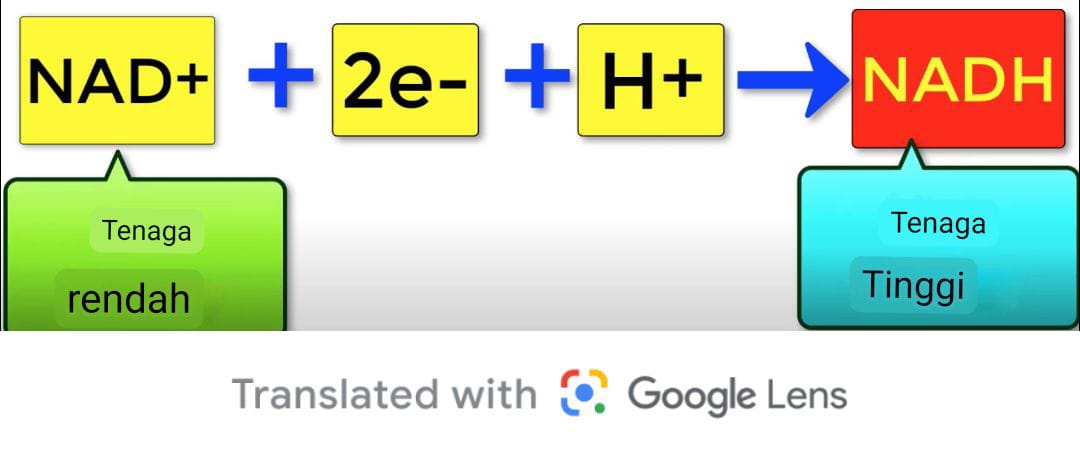 NAD+ + 2e- + H+ → NADH
Tenaga
rendah
Tenaga
Tinggi
Translated with Google Lens